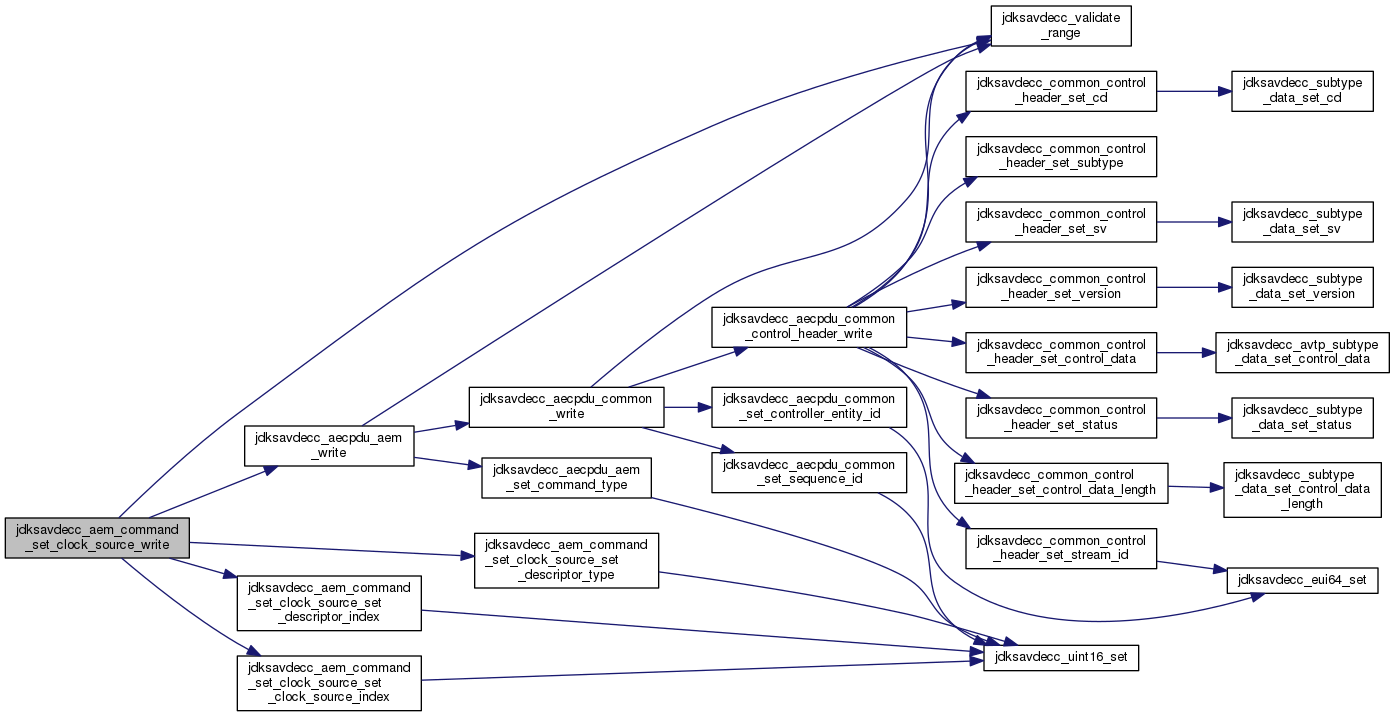 jdksavdecc_validate
_range
jdksavdecc_common_control
_header_set_cd
jdksavdecc_subtype
_data_set_cd
jdksavdecc_common_control
_header_set_subtype
jdksavdecc_common_control
_header_set_sv
jdksavdecc_subtype
_data_set_sv
jdksavdecc_common_control
_header_set_version
jdksavdecc_subtype
_data_set_version
jdksavdecc_aecpdu_common
_control_header_write
jdksavdecc_common_control
_header_set_control_data
jdksavdecc_avtp_subtype
_data_set_control_data
jdksavdecc_aecpdu_common
_write
jdksavdecc_aecpdu_common
_set_controller_entity_id
jdksavdecc_common_control
_header_set_status
jdksavdecc_subtype
_data_set_status
jdksavdecc_aecpdu_aem
_write
jdksavdecc_aecpdu_aem
_set_command_type
jdksavdecc_aecpdu_common
_set_sequence_id
jdksavdecc_common_control
_header_set_control_data_length
jdksavdecc_subtype
_data_set_control_data
_length
jdksavdecc_aem_command
_set_clock_source_write
jdksavdecc_aem_command
_set_clock_source_set
_descriptor_type
jdksavdecc_common_control
_header_set_stream_id
jdksavdecc_eui64_set
jdksavdecc_aem_command
_set_clock_source_set
_descriptor_index
jdksavdecc_uint16_set
jdksavdecc_aem_command
_set_clock_source_set
_clock_source_index